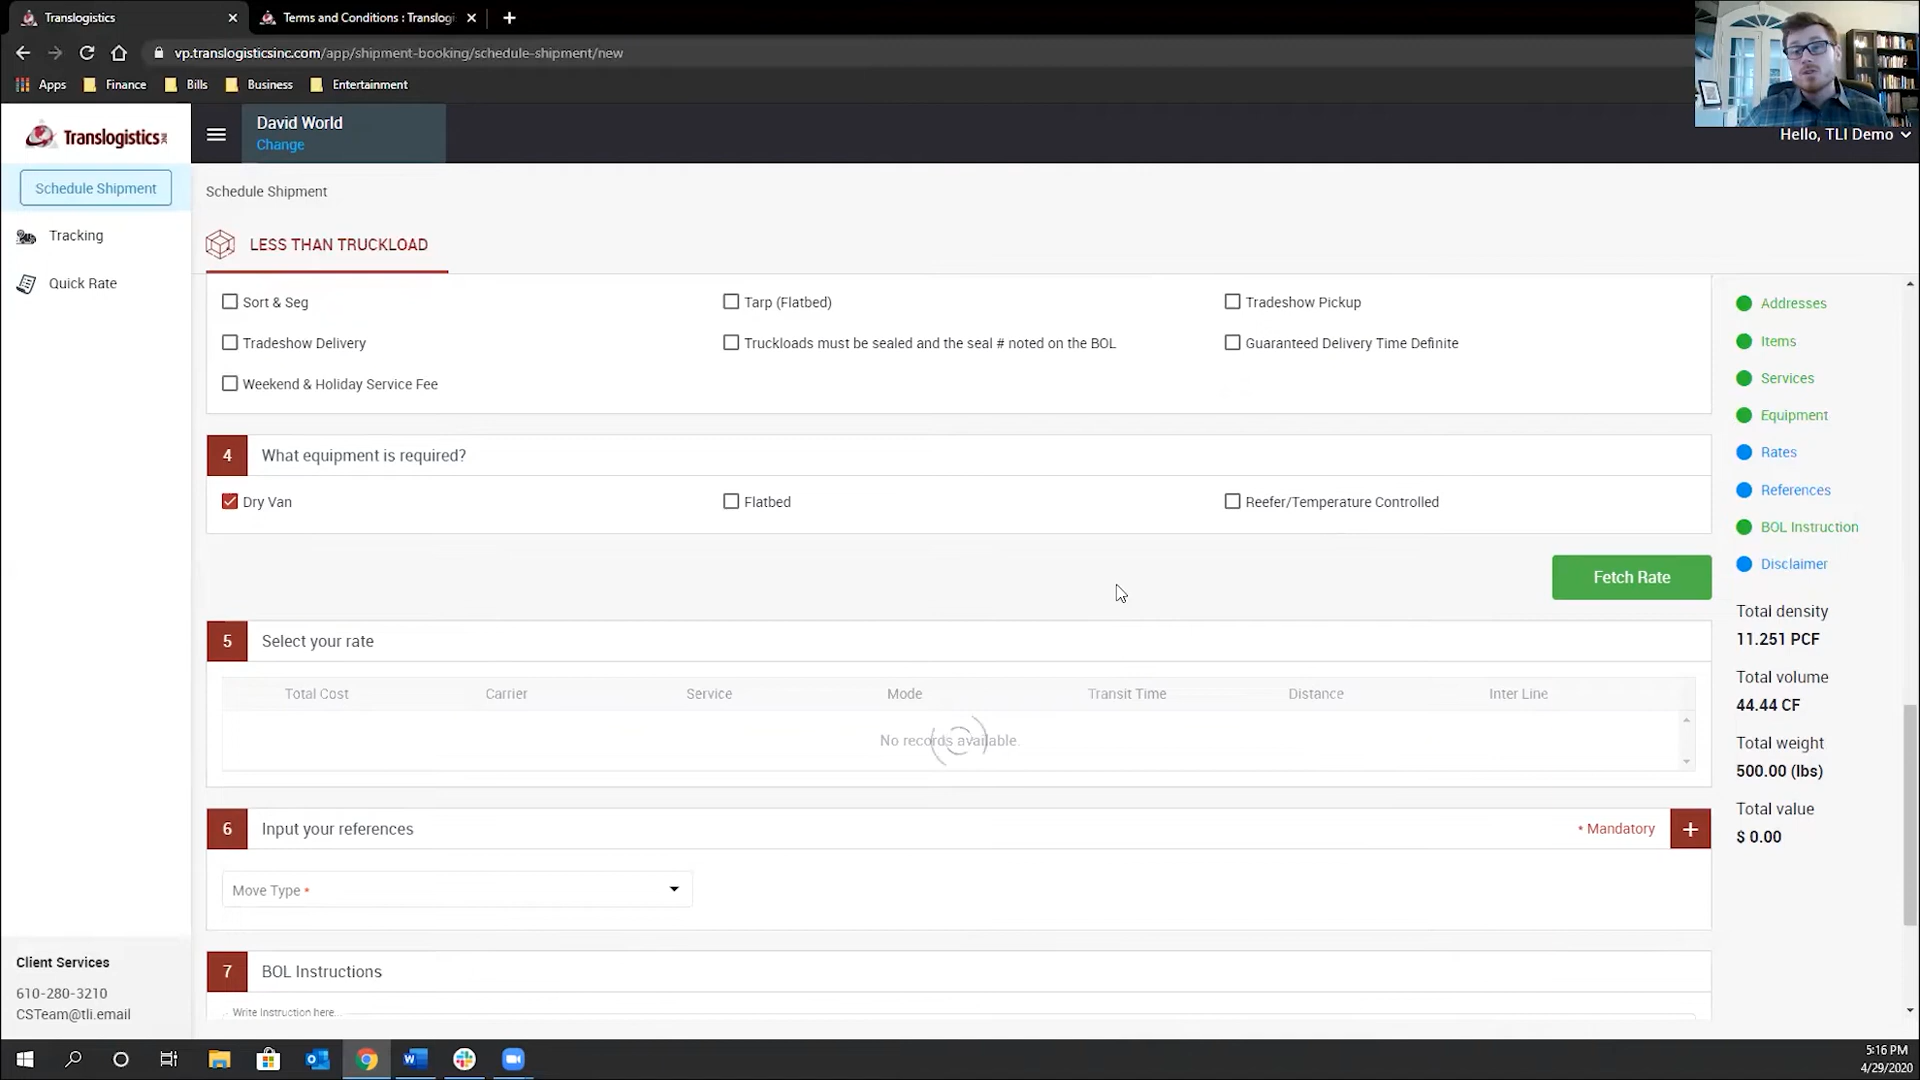 Translogistics
Terms and Conditions : Translogi
vp.translogisticsinc.com/app/shipment-booking/schedule-shipment/new
Apps
Finance
Bills
Business
Entertainment
Translogistics INC
David World
Change
Hello, TLI Demo
Schedule Shipment
Tracking
Quick Rate
Schedule Shipment
LESS THAN TRUCKLOAD
Sort & Seg
Tarp (Flatbed)
Tradeshow Pickup
Tradeshow Delivery
Truckloads must be sealed and the seal # noted on the BOL
Guaranteed Delivery Time Definite
Weekend & Holiday Service Fee
4 What equipment is required?
Dry Van
Flatbed
Reefer/Temperature Controlled
Fetch Rate
5 Select your rate
Total Cost Carrier Service Mode Transit Time Distance Inter Line
No records available.
6 Input your references
* Mandatory
+
Move Type *
7 BOL Instructions
Write Instruction here...
Addresses
Items
Services
Equipment
Rates
References
BOL Instruction
Disclaimer
Total density
11.251 PCF
Total volume
44.44 CF
Total weight
500.00 (lbs)
Total value
$ 0.00
Client Services
610-280-3210
CSTeam@tli.email
5:16 PM
4/29/2020